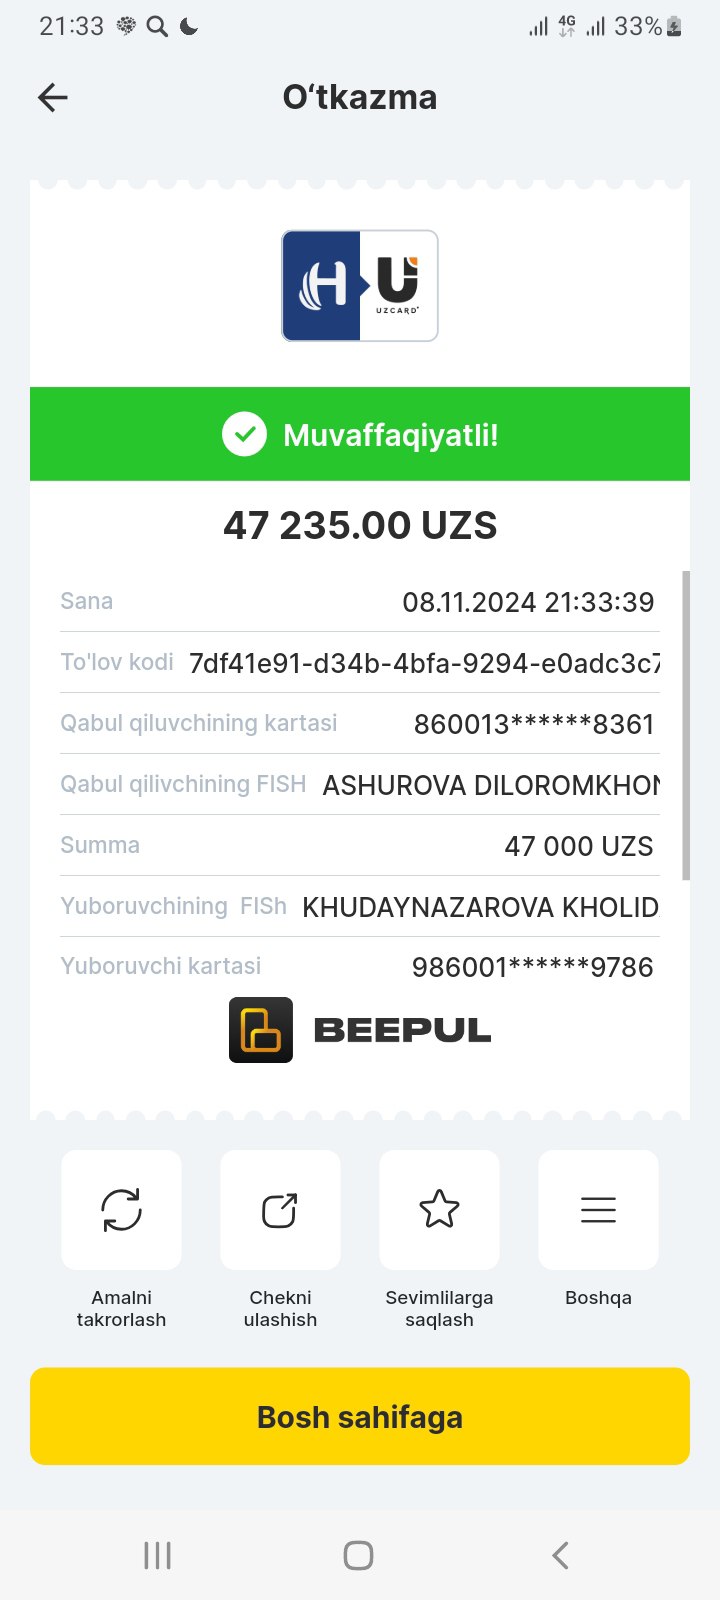 21:33 4G 33%
O‘tkazma
H U
UZCARD
Muvaffaqiyatli!
47 235.00 UZS
Sana 08.11.2024 21:33:39
To'lov kodi 7df41e91-d34b-4bfa-9294-e0adc3c7
Qabul qiluvchining kartasi 860013******8361
Qabul qilivchining FISH ASHUROVA DILOROMKHON
Summa 47 000 UZS
Yuboruvchining FISh KHUDAYNAZAROVA KHOLID
Yuboruvchi kartasi 986001******9786
BEEPUL
Amalni takrorlash
Chekni ulashish
Sevimlilarga saqlash
Boshqa
Bosh sahifaga